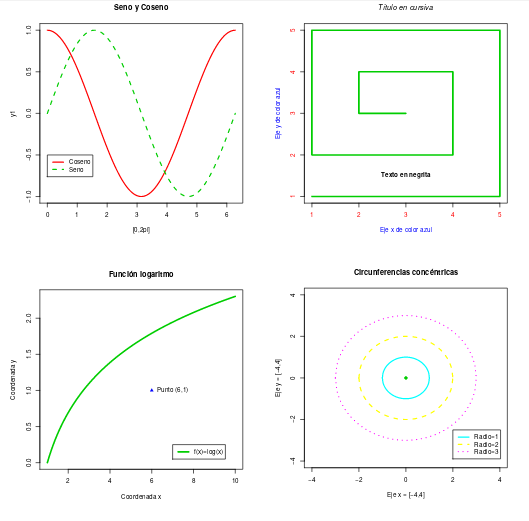 Seno y Coseno
y1
1.0
0.5
0.0
−0.5
−1.0
Coseno
Seno
0 1 2 3 4 5 6
[0,2pi]
Título en cursiva
Eje y de color azul
5
4
3
2
1
Texto en negrita
1 2 3 4 5
Eje x de color azul
Función logaritmo
Coordenada y
2.0
1.5
1.0
0.5
0.0
Punto (6,1)
f(x)=log(x)
2 4 6 8 10
Coordenada x
Circunferencias concéntricas
Eje y = [-4,4]
4
2
0
−2
−4
Radio=1
Radio=2
Radio=3
−4 −2 0 2 4
Eje x = [-4,4]